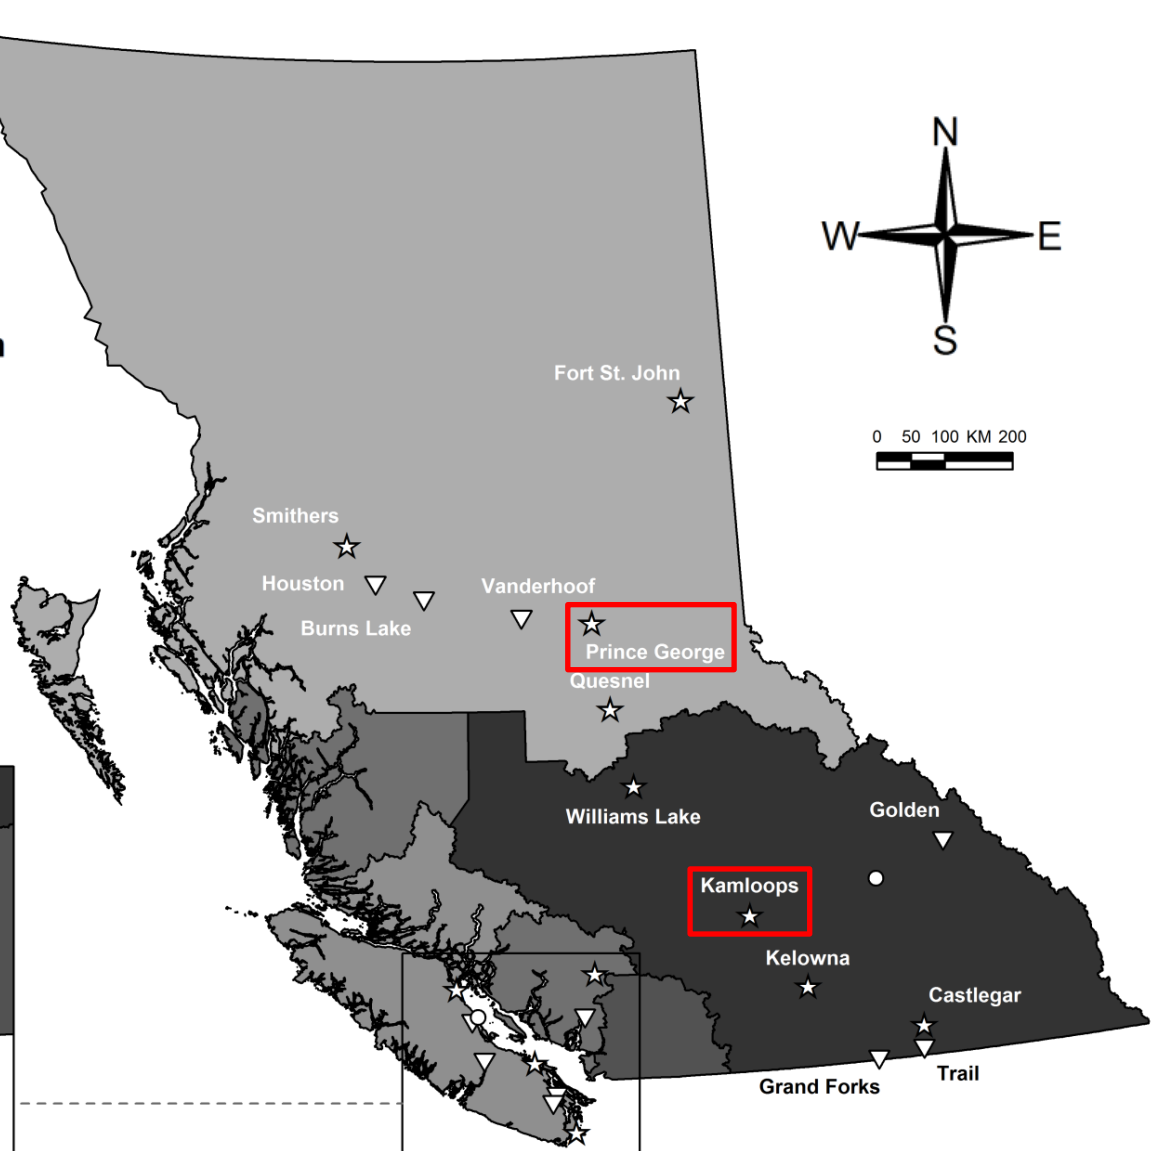 N
W E
S
Fort St. John
0 50 100 KM 200
Smithers
Houston
Vanderhoof
Burns Lake
Prince George
Quesnel
Williams Lake
Golden
Kamloops
Kelowna
Castlegar
Trail
Grand Forks